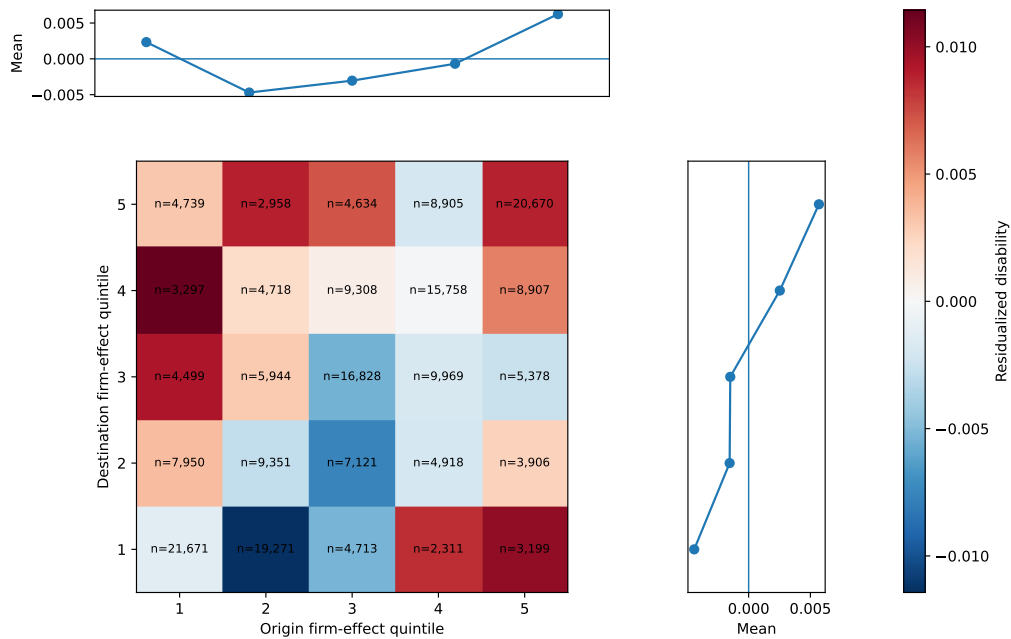 Mean
0.005
0.000
−0.005
n=4,739 n=2,958 n=4,634 n=8,905 n=20,670
n=3,297 n=4,718 n=9,308 n=15,758 n=8,907
n=4,499 n=5,944 n=16,828 n=9,969 n=5,378
n=7,950 n=9,351 n=7,121 n=4,918 n=3,906
n=21,671 n=19,271 n=4,713 n=2,311 n=3,199
5
4
3
2
1
Destination firm-effect quintile
1 2 3 4 5
Origin firm-effect quintile
0.000 0.005
Mean
0.010
0.005
0.000
−0.005
−0.010
Residualized disability